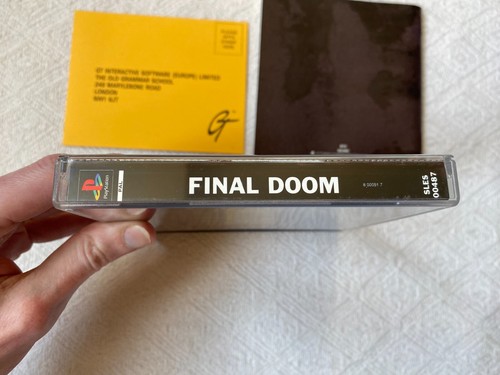 GT INTERACTIVE SOFTWARE (EUROPE) LIMITED
THE OLD GRAMMAR SCHOOL
248 MARYLEBONE ROAD
LONDON
NW1 6JT
GT
PlayStation
PAL
FINAL DOOM
SLES
00487